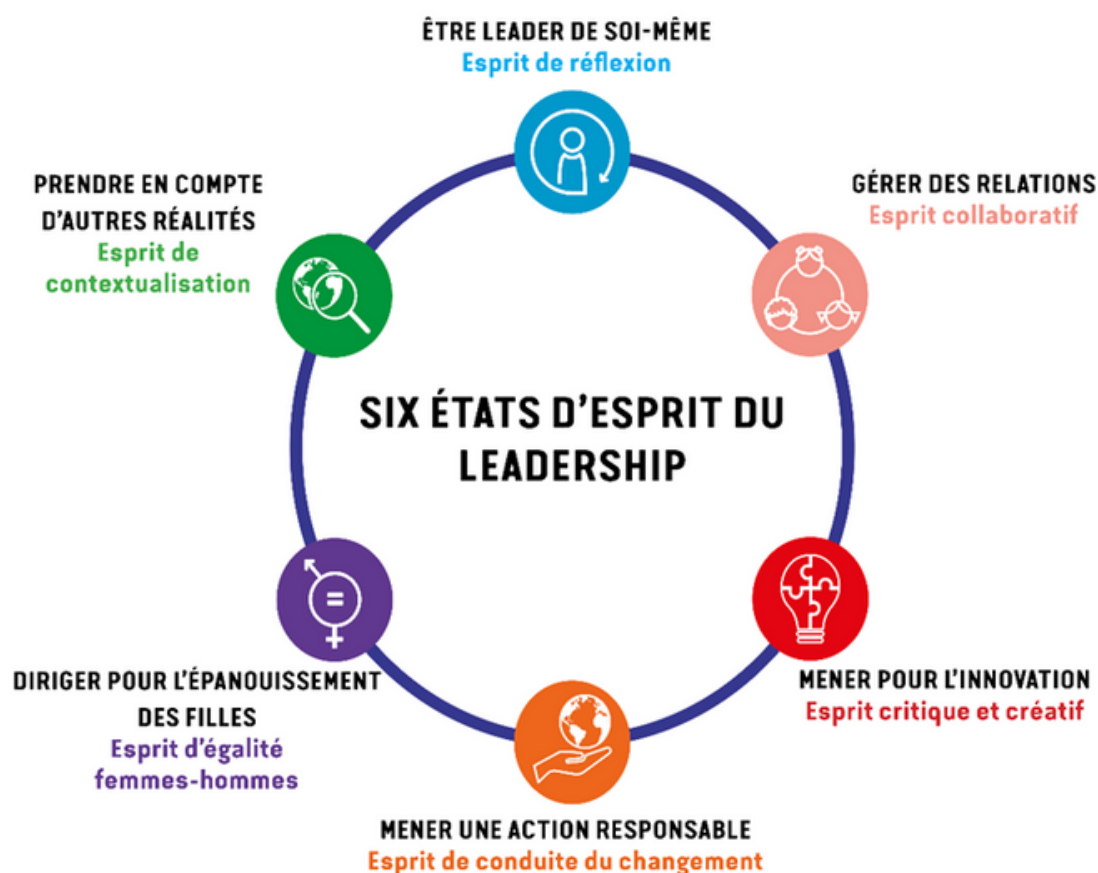 ÊTRE LEADER DE SOI-MÊME
Esprit de réflexion
GÉRER DES RELATIONS
Esprit collaboratif
PRENDRE EN COMPTE
D'AUTRES RÉALITÉS
Esprit de
contextualisation
SIX ÉTATS D'ESPRIT DU
LEADERSHIP
DIRIGER POUR L'ÉPANOUISSEMENT
DES FILLES
Esprit d'égalité
femmes-hommes
MENER POUR L'INNOVATION
Esprit critique et créatif
MENER UNE ACTION RESPONSABLE
Esprit de conduite du changement